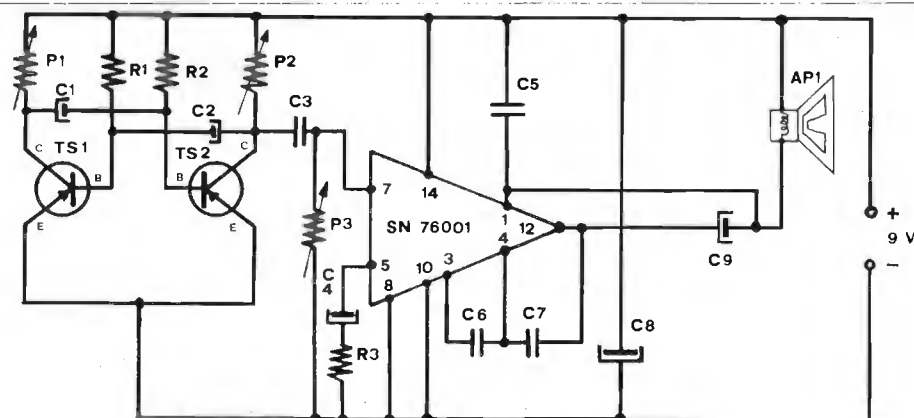 P1
R1
R2
P2
AP1
C1
C2
C3
C5
C
TS1
TS2
C
B
B
7
14
1
12
+
9 V
−
E
E
P3
SN 76001
4
C9
C
4
5
8
10
3
C6
C7
C8
R3